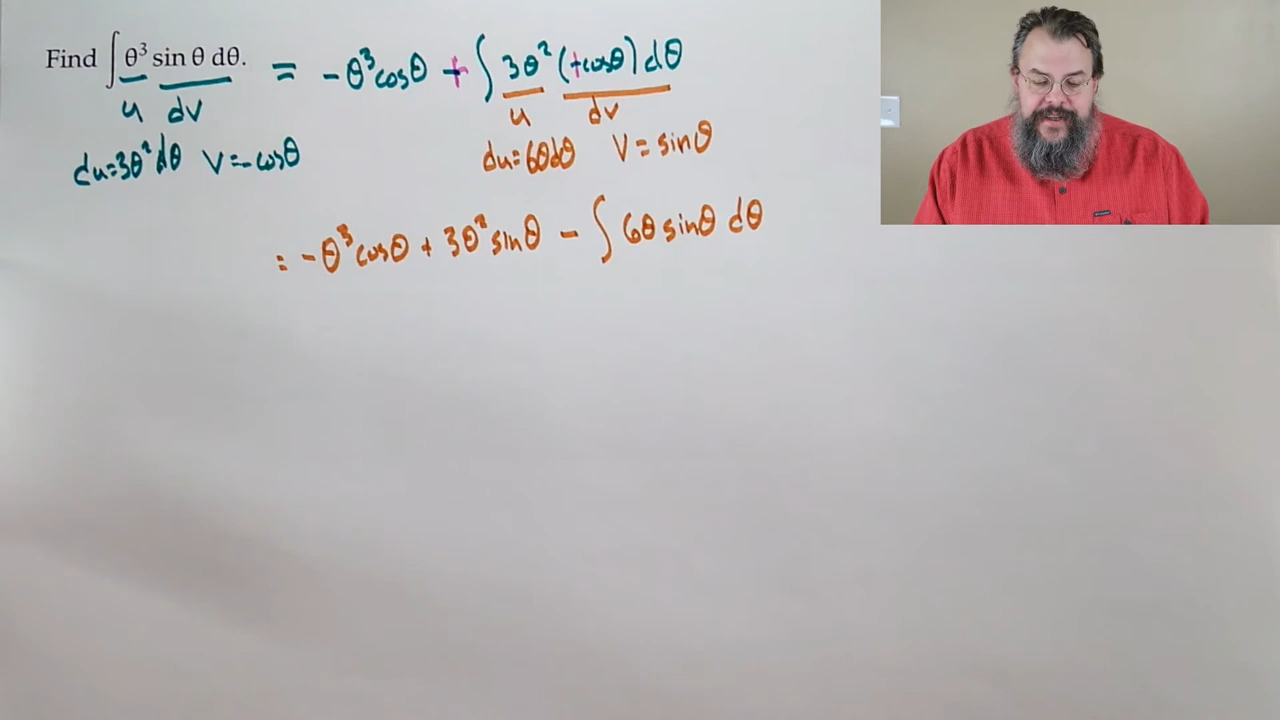 Find ∫ θ³ sin θ dθ. = -θ³cosθ + ∫ 3θ² (+cosθ) dθ
u dv u dv
du=3θ²dθ V=-cosθ du=6θdθ V=sinθ
= -θ³cosθ + 3θ²sinθ - ∫ 6θ sinθ dθ